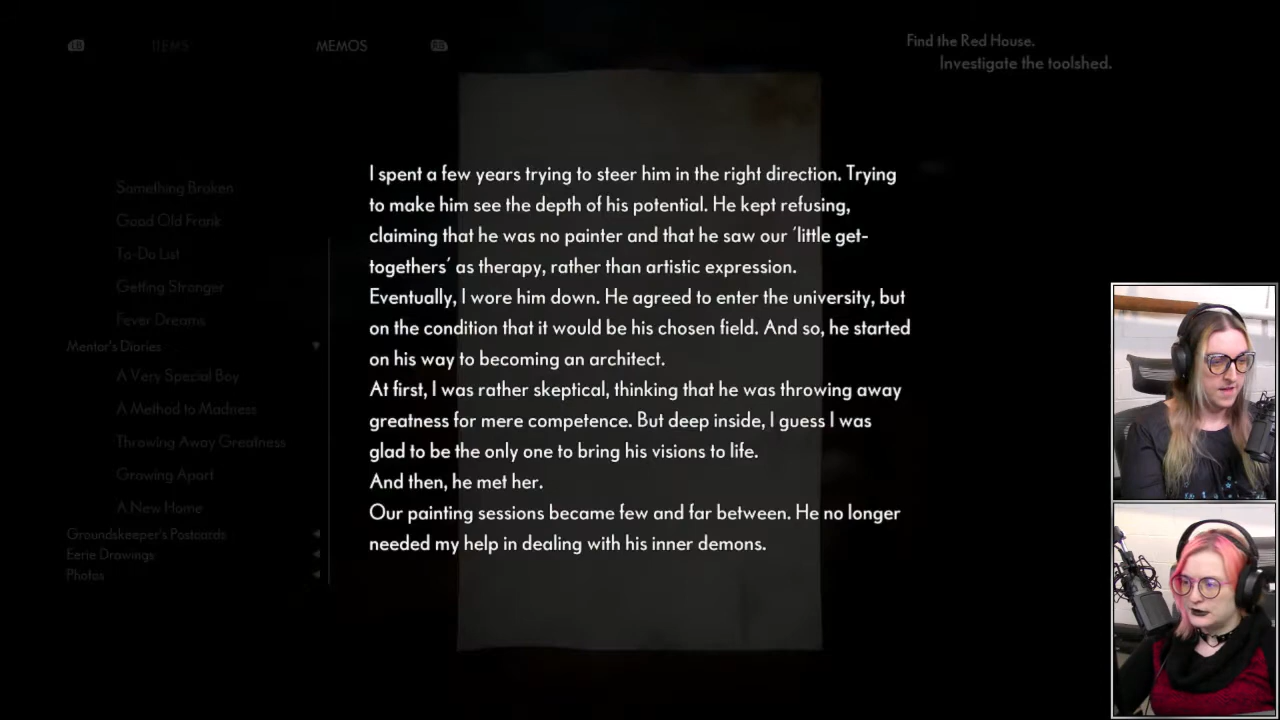 LB
ITEMS
MEMOS
RB
Find the Red House.
Investigate the toolshed.
Something Broken
Good Old Frank
To-Do List
Getting Stranger
Fever Dreams
Mentor's Diaries
A Very Special Boy
A Method to Madness
Throwing Away Greatness
Growing Apart
A New Home
Groundskeeper's Postcards
Eerie Drawings
Photos
I spent a few years trying to steer him in the right direction. Trying
to make him see the depth of his potential. He kept refusing,
claiming that he was no painter and that he saw our 'little get-
togethers' as therapy, rather than artistic expression.
Eventually, I wore him down. He agreed to enter the university, but
on the condition that it would be his chosen field. And so, he started
on his way to becoming an architect.
At first, I was rather skeptical, thinking that he was throwing away
greatness for mere competence. But deep inside, I guess I was
glad to be the only one to bring his visions to life.
And then, he met her.
Our painting sessions became few and far between. He no longer
needed my help in dealing with his inner demons.